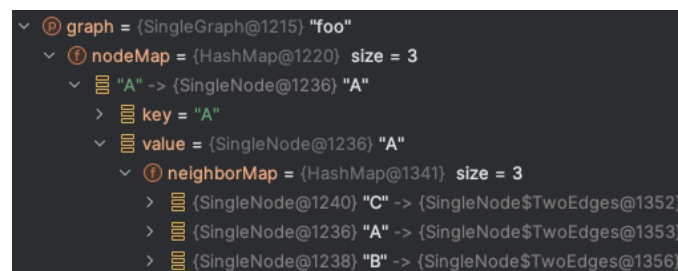 graph = {SingleGraph@1215} "foo"
nodeMap = {HashMap@1220} size = 3
"A" -> {SingleNode@1236} "A"
key = "A"
value = {SingleNode@1236} "A"
neighborMap = {HashMap@1341} size = 3
{SingleNode@1240} "C" -> {SingleNode$TwoEdges@1352}
{SingleNode@1236} "A" -> {SingleNode$TwoEdges@1353}
{SingleNode@1238} "B" -> {SingleNode$TwoEdges@1356}